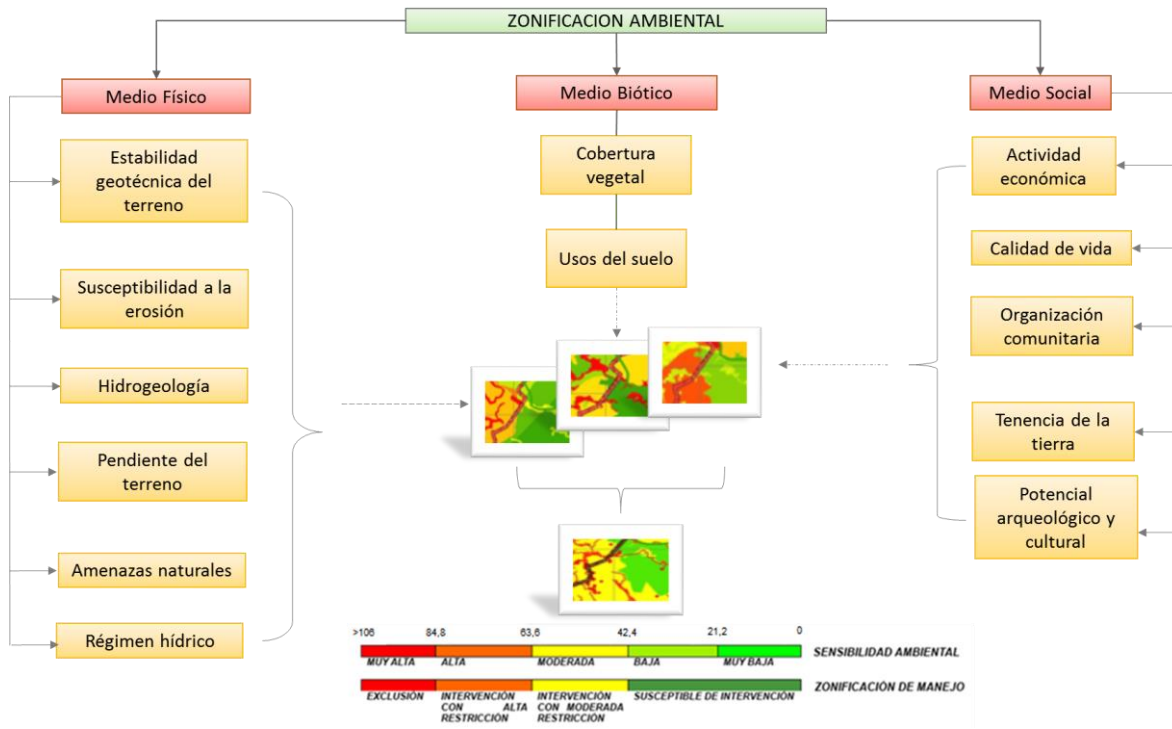 ZONIFICACION AMBIENTAL
Medio Físico
Estabilidad
geotécnica del
terreno
Susceptibilidad a la
erosión
Hidrogeología
Pendiente del
terreno
Amenazas naturales
Régimen hídrico
Medio Biótico
Cobertura
vegetal
Usos del suelo
Medio Social
Actividad
económica
Calidad de vida
Organización
comunitaria
Tenencia de la
tierra
Potencial
arqueológico y
cultural
>106 84,8 63,6 42,4 21,2 0
MUY ALTA ALTA MODERADA BAJA MUY BAJA SENSIBILIDAD AMBIENTAL
ZONIFICACIÓN DE MANEJO
EXCLUSIÓN
INTERVENCIÓN
CON ALTA
RESTRICCIÓN
INTERVENCIÓN
CON MODERADA
RESTRICCIÓN
SUSCEPTIBLE DE INTERVENCIÓN